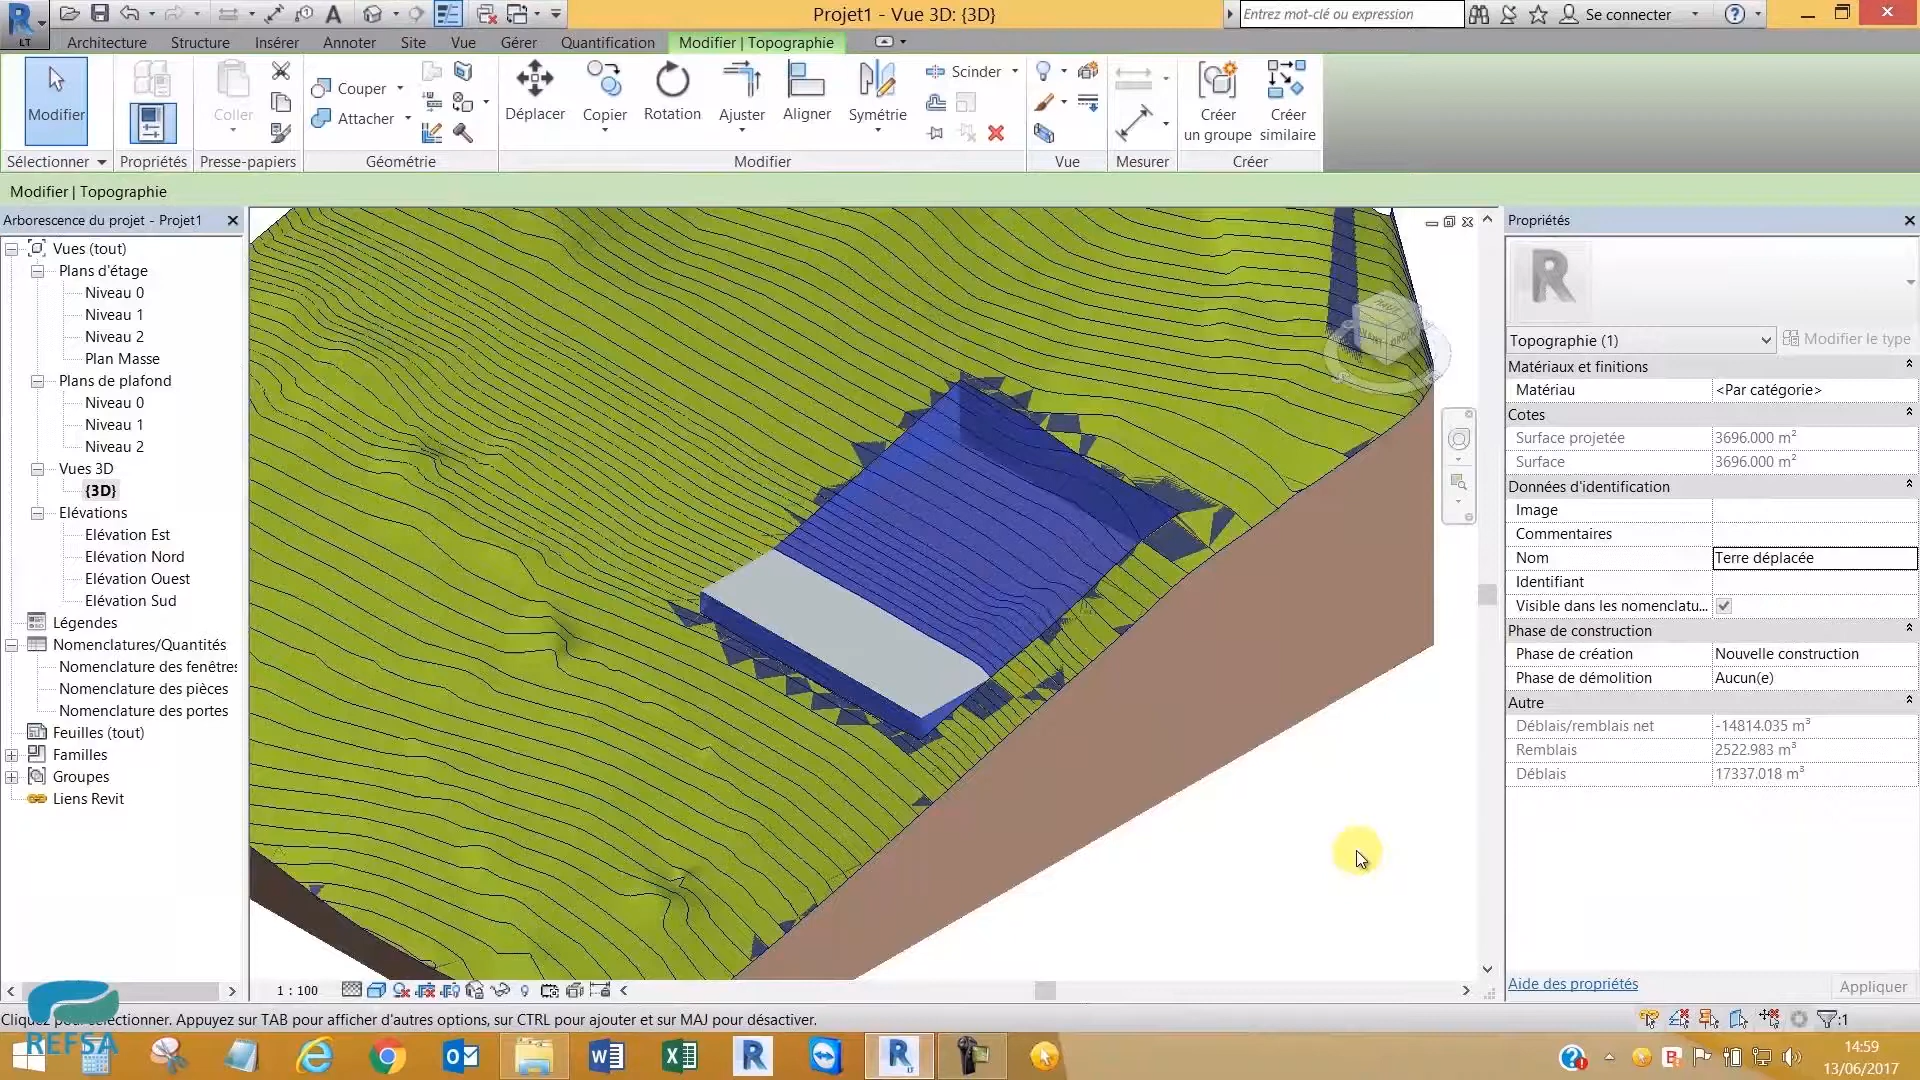 Projet1 - Vue 3D: {3D}
Entrez mot-clé ou expression
Se connecter
LT
Architecture
Structure
Insérer
Annoter
Site
Vue
Gérer
Quantification
Modifier | Topographie
Modifier
Coller
Couper
Attacher
Déplacer
Copier
Rotation
Ajuster
Aligner
Symétrie
Scinder
Créer
un groupe
Créer
similaire
Sélectionner
Propriétés
Presse-papiers
Géométrie
Modifier
Vue
Mesurer
Créer
Modifier | Topographie
Arborescence du projet - Projet1
Vues (tout)
Plans d'étage
Niveau 0
Niveau 1
Niveau 2
Plan Masse
Plans de plafond
Niveau 0
Niveau 1
Niveau 2
Vues 3D
{3D}
Elévations
Elévation Est
Elévation Nord
Elévation Ouest
Elévation Sud
Légendes
Nomenclatures/Quantités
Nomenclature des fenêtres
Nomenclature des pièces
Nomenclature des portes
Feuilles (tout)
Familles
Groupes
Liens Revit
Propriétés
Topographie (1)
Modifier le type
Matériaux et finitions
Matériau <Par catégorie>
Cotes
Surface projetée 3696.000 m²
Surface 3696.000 m²
Données d'identification
Image
Commentaires
Nom Terre déplacée
Identifiant
Visible dans les nomenclatu...
Phase de construction
Phase de création Nouvelle construction
Phase de démolition Aucun(e)
Autre
Déblais/remblais net -14814.035 m³
Remblais 2522.983 m³
Déblais 17337.018 m³
Aide des propriétés
Appliquer
1 : 100
Cliquez pour sélectionner. Appuyez sur TAB pour afficher d'autres options, sur CTRL pour ajouter et sur MAJ pour désactiver.
:1
REFSA
14:59
13/06/2017